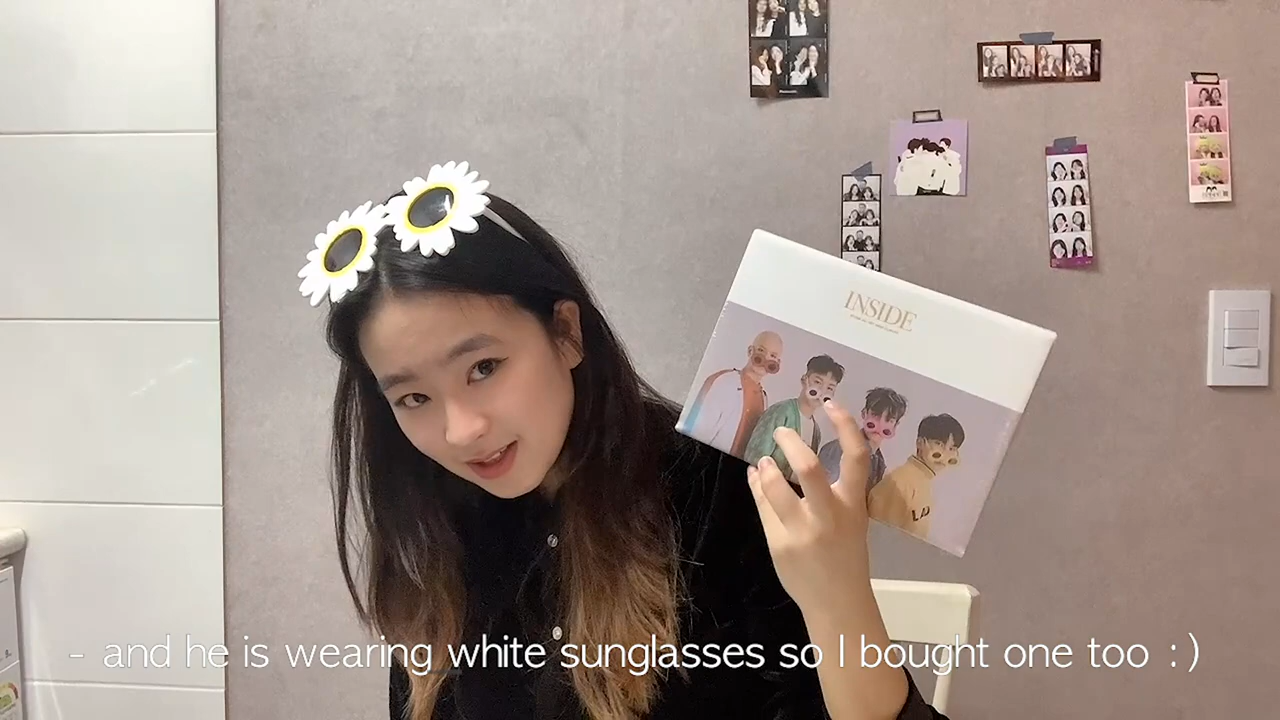 INSIDE
- and he is wearing white sunglasses so I bought one too :)